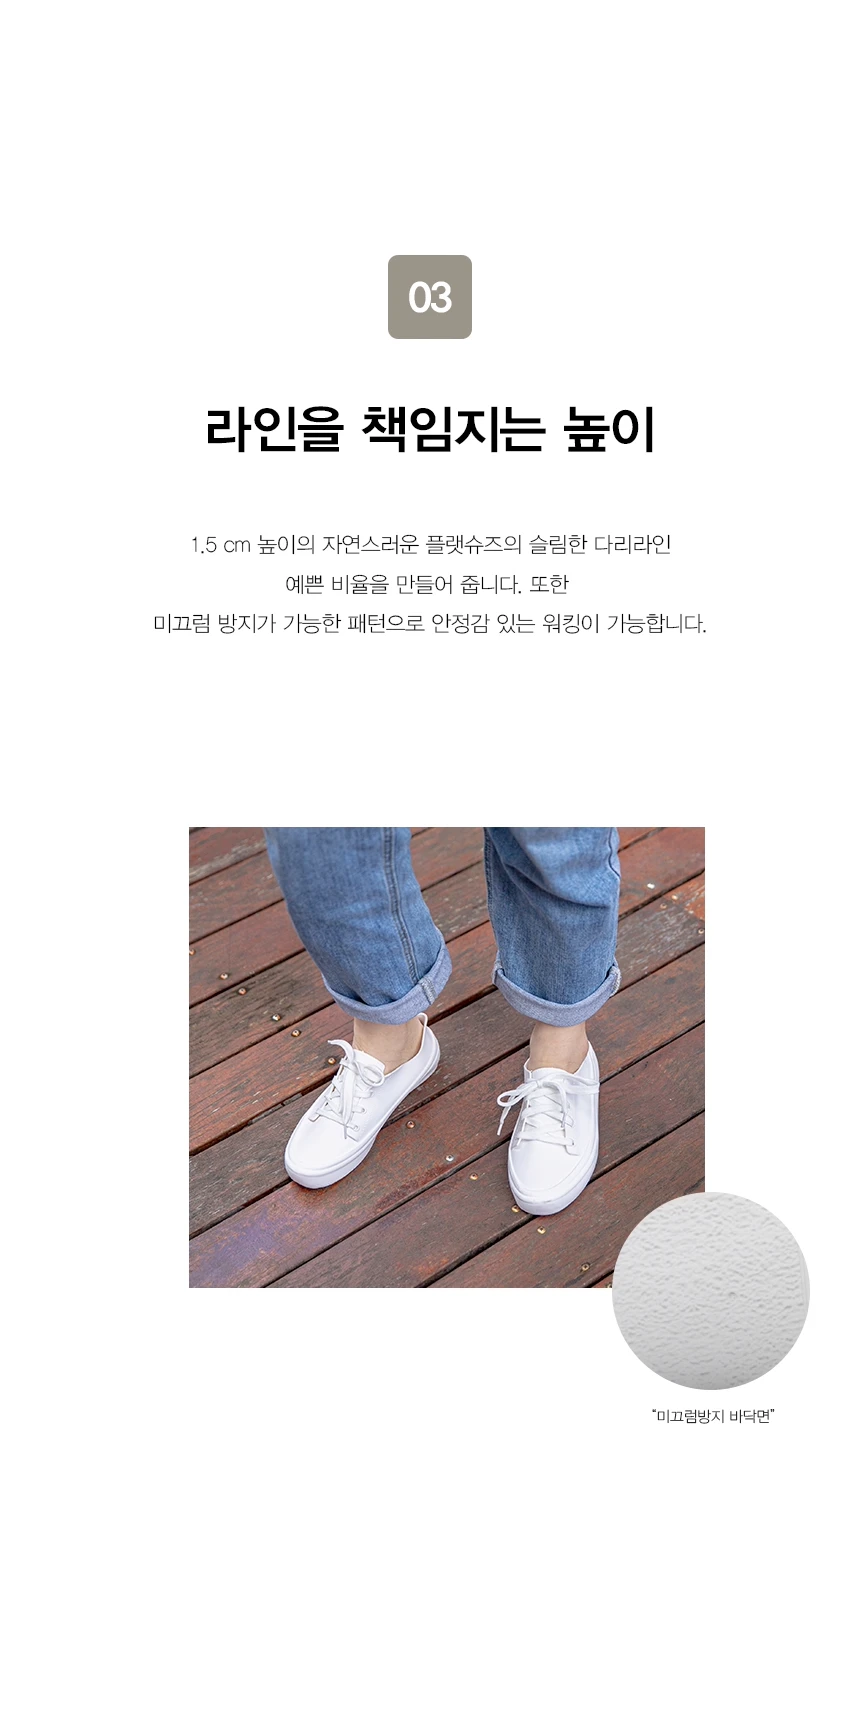 03
라인을 책임지는 높이
1.5 cm 높이의 자연스러운 플랫슈즈의 슬림한 다리라인
예쁜 비율을 만들어 줍니다. 또한
미끄럼 방지가 가능한 패턴으로 안정감 있는 워킹이 가능합니다.
“미끄럼방지 바닥면”